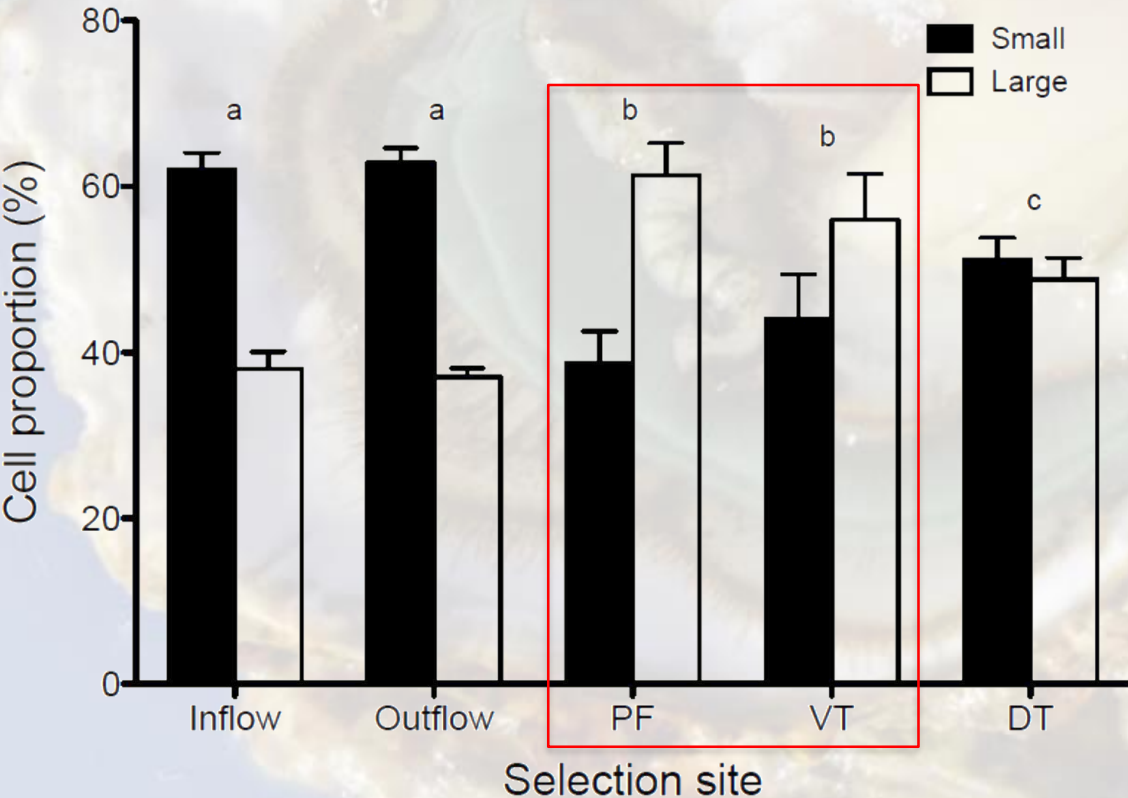 80
60
40
20
0
Cell proportion (%)
Small
Large
a
a
b
b
c
Inflow
Outflow
PF
VT
DT
Selection site